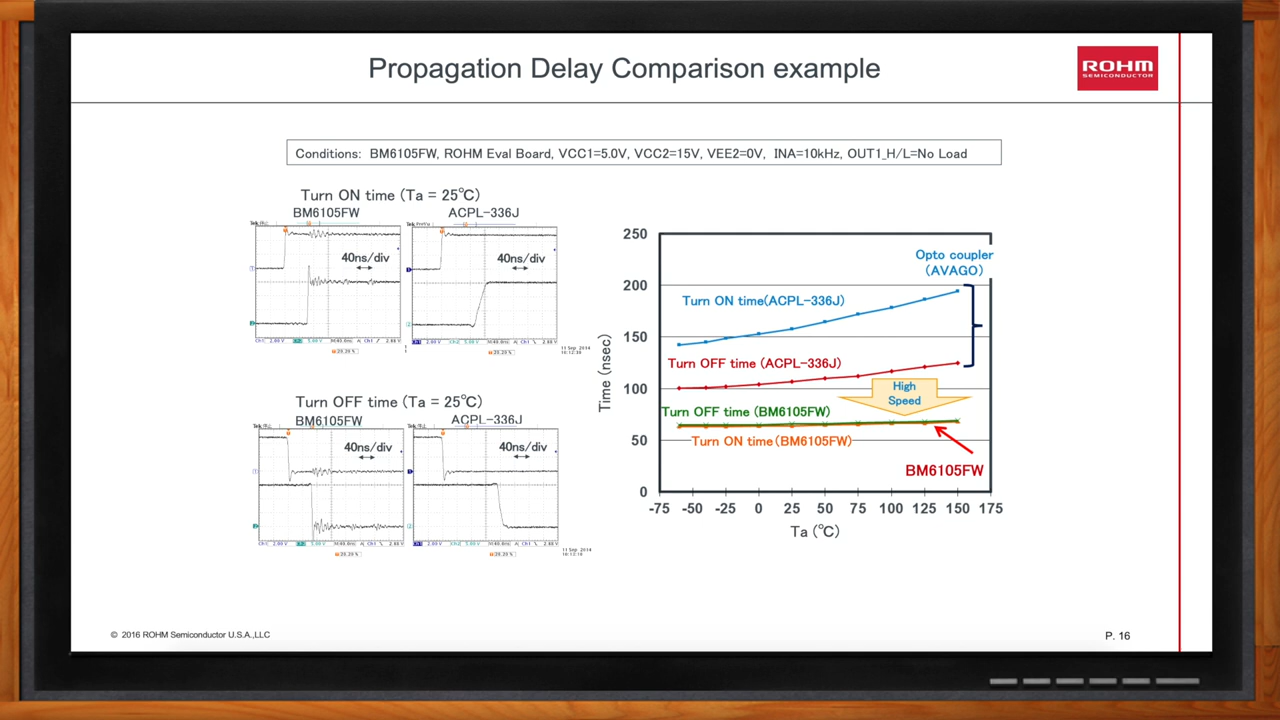 Propagation Delay Comparison example
ROHM
SEMICONDUCTOR
Conditions: BM6105FW, ROHM Eval Board, VCC1=5.0V, VCC2=15V, VEE2=0V, INA=10kHz, OUT1_H/L=No Load
Turn ON time (Ta = 25℃)
BM6105FW
ACPL-336J
40ns/div
40ns/div
Turn OFF time (Ta = 25℃)
BM6105FW
ACPL-336J
40ns/div
40ns/div
250
200
150
100
50
0
Time (nsec)
-75 -50 -25 0 25 50 75 100 125 150 175
Ta (℃)
Opto coupler
(AVAGO)
Turn ON time(ACPL-336J)
Turn OFF time (ACPL-336J)
High
Speed
Turn OFF time (BM6105FW)
Turn ON time(BM6105FW)
BM6105FW
© 2016 ROHM Semiconductor U.S.A.,LLC
P. 16